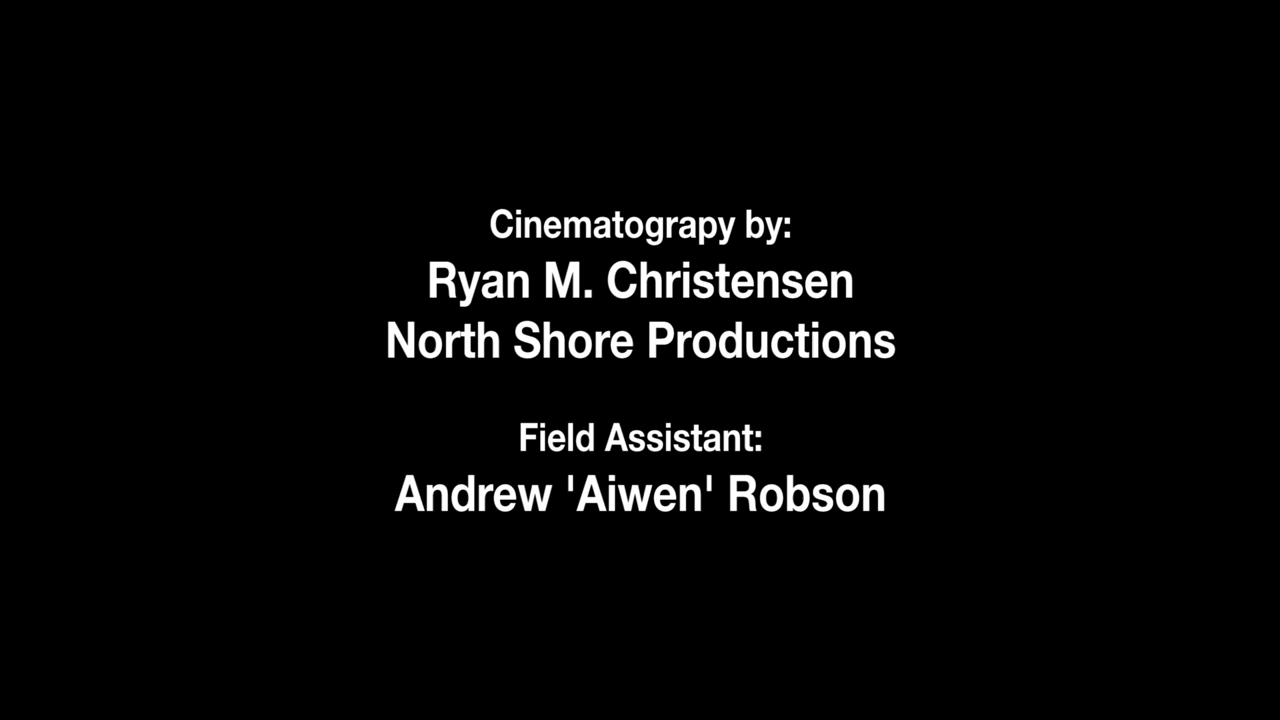 Cinematograpy by:
Ryan M. Christensen
North Shore Productions
Field Assistant:
Andrew 'Aiwen' Robson